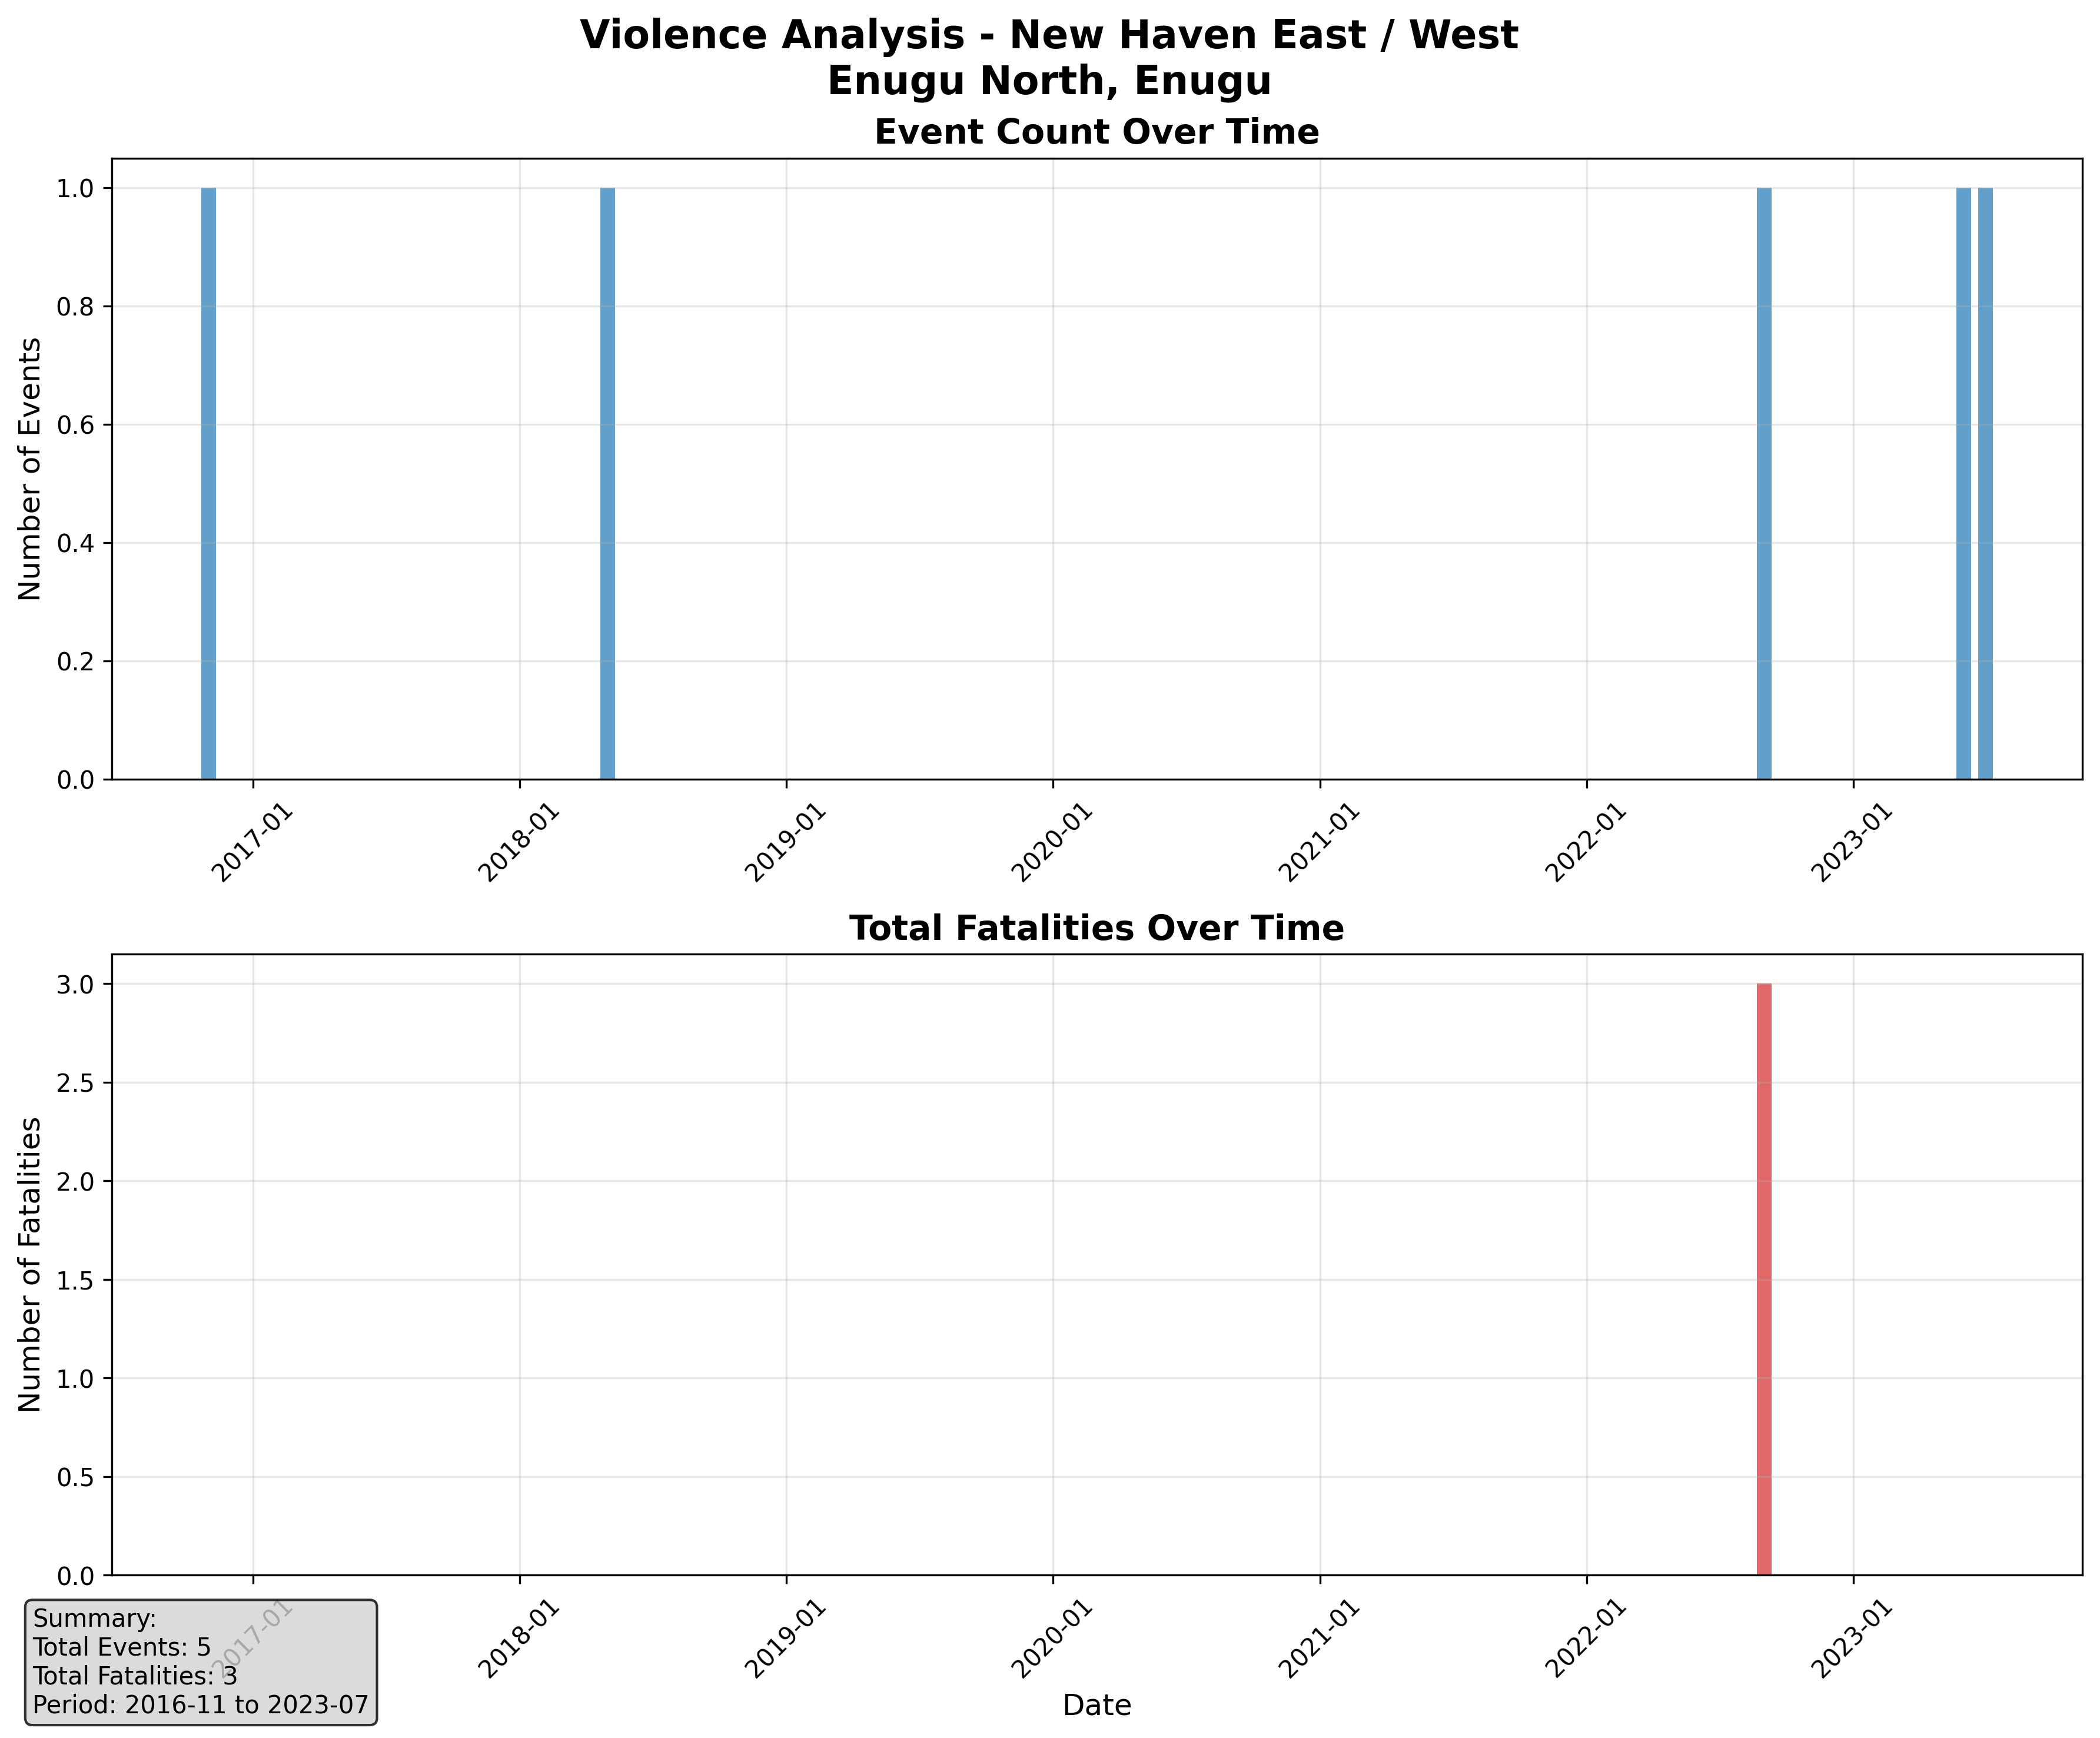 Violence Analysis - New Haven East / West
Enugu North, Enugu
Event Count Over Time
Number of Events
1.0
0.8
0.6
0.4
0.2
0.0
2017-01
2018-01
2019-01
2020-01
2021-01
2022-01
2023-01
Total Fatalities Over Time
Number of Fatalities
3.0
2.5
2.0
1.5
1.0
0.5
0.0
2017-01
2018-01
2019-01
2020-01
2021-01
2022-01
2023-01
Date
Summary:
Total Events: 5
Total Fatalities: 3
Period: 2016-11 to 2023-07